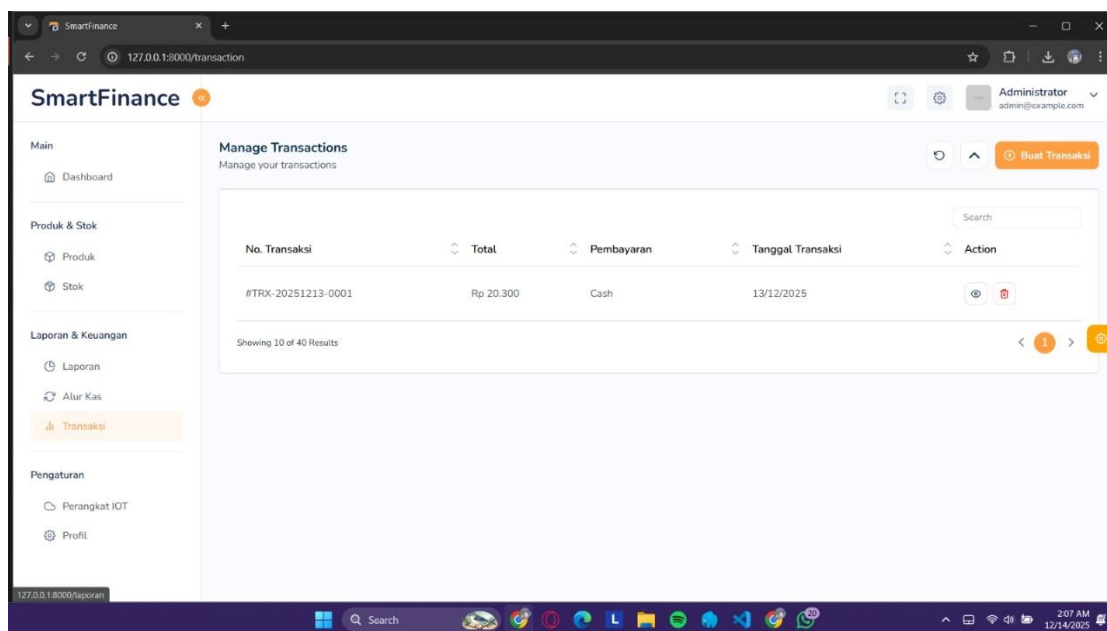 SmartFinance
127.0.0.1:8000/transaction
SmartFinance
Administrator
admin@example.com
Main
Dashboard
Produk & Stok
Produk
Stok
Laporan & Keuangan
Laporan
Alur Kas
Transaksi
Pengaturan
Perangkat IOT
Profil
Manage Transactions
Manage your transactions
Buat Transaksi
Search
No. Transaksi Total Pembayaran Tanggal Transaksi Action
#TRX-20251213-0001 Rp 20.300 Cash 13/12/2025
Showing 10 of 40 Results
1
127.0.0.1:8000/laporan
Search
L
20
2:07 AM
12/14/2025